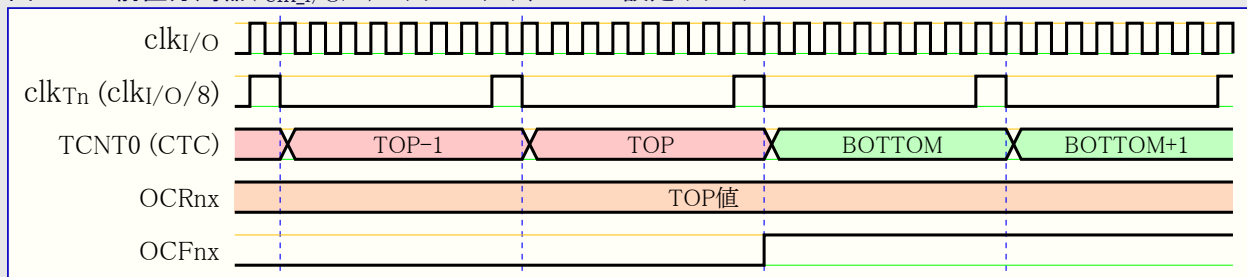 clkI/O
clkTn (clkI/O/8)
TCNT0 (CTC) TOP-1 TOP BOTTOM BOTTOM+1
OCRnx TOP値
OCFnx